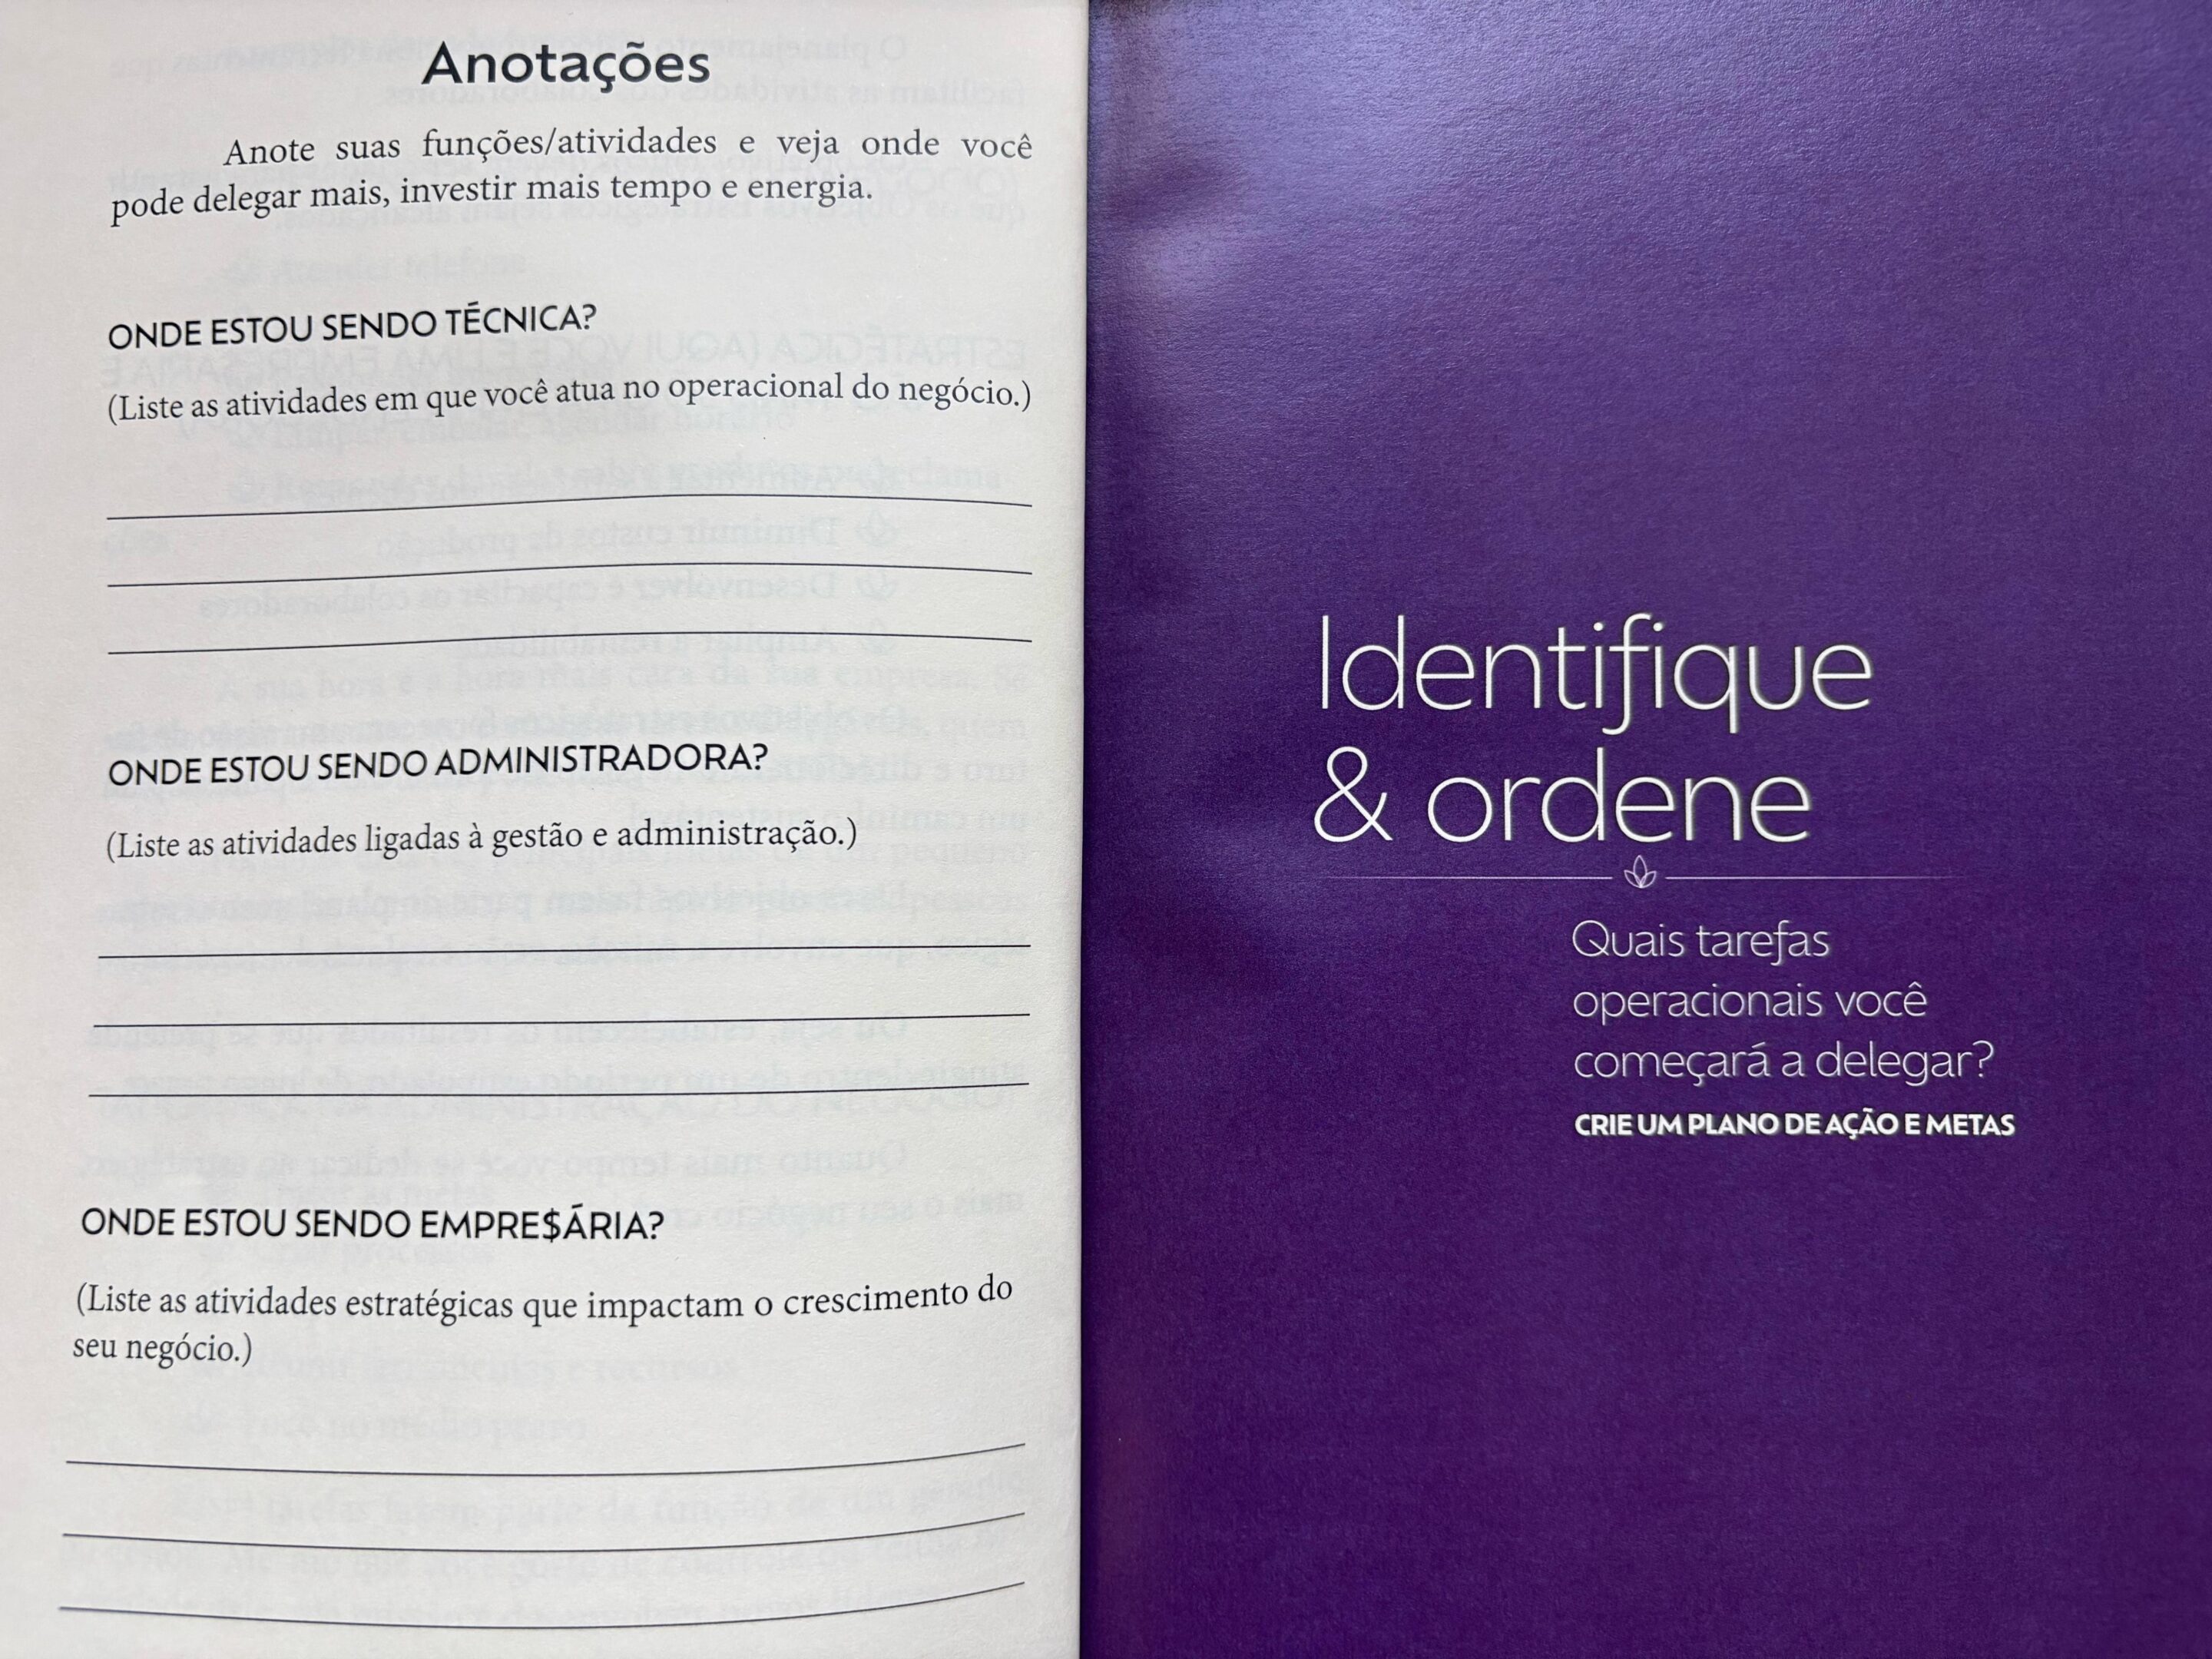 Anotações
Anote suas funções/atividades e veja onde você
pode delegar mais, investir mais tempo e energia.
ONDE ESTOU SENDO TÉCNICA?
(Liste as atividades em que você atua no operacional do negócio.)
ONDE ESTOU SENDO ADMINISTRADORA?
(Liste as atividades ligadas à gestão e administração.)
ONDE ESTOU SENDO EMPRE$ÁRIA?
(Liste as atividades estratégicas que impactam o crescimento do
seu negócio.)
Identifique
& ordene
Quais tarefas
operacionais você
começará a delegar?
CRIE UM PLANO DE AÇÃO E METAS